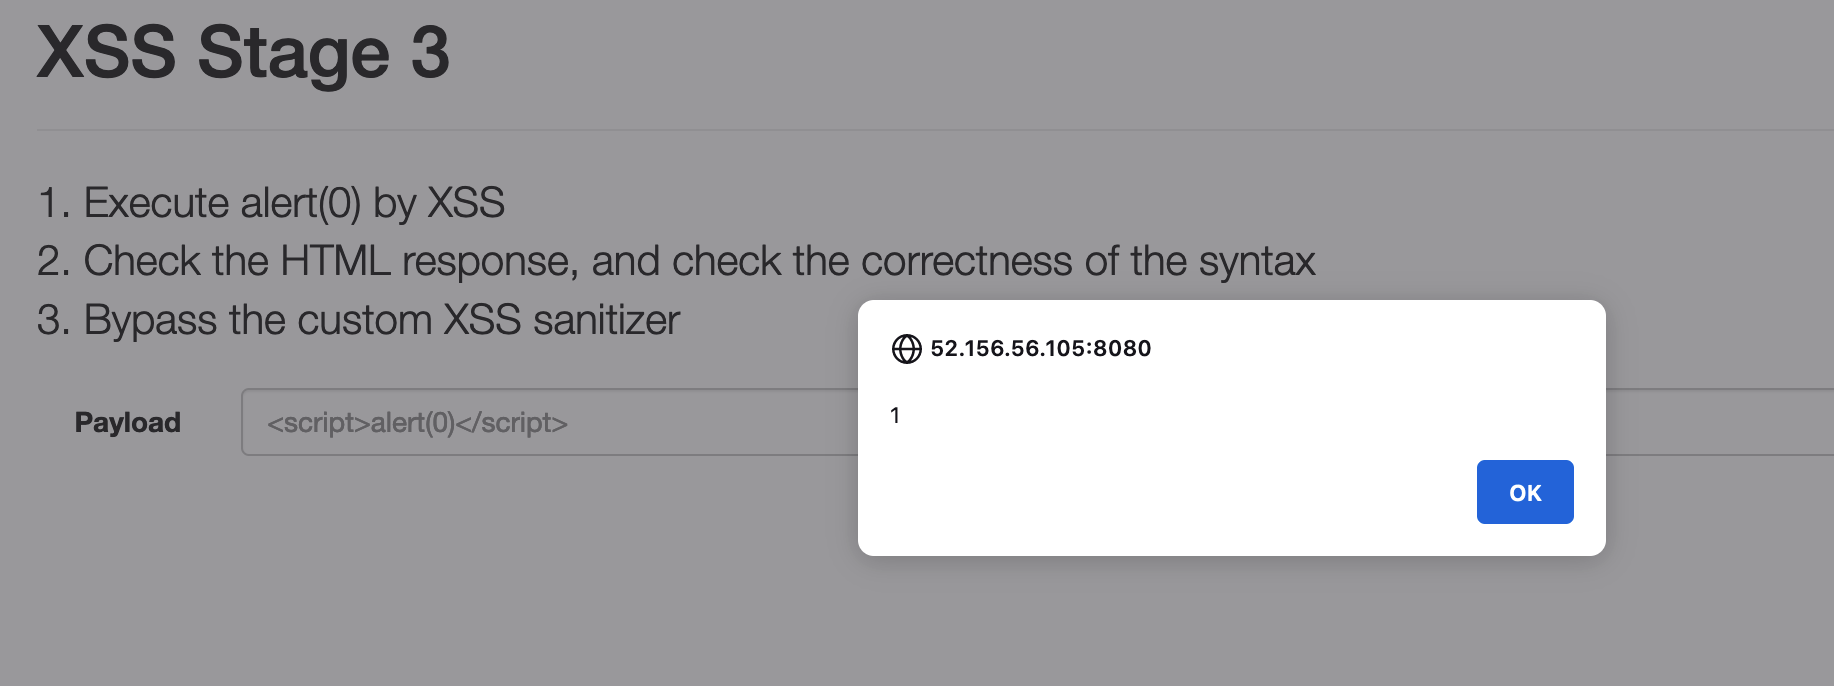 XSS Stage 3
1. Execute alert(0) by XSS
2. Check the HTML response, and check the correctness of the syntax
3. Bypass the custom XSS sanitizer
52.156.56.105:8080
1
Payload
<script>alert(0)</script>
OK